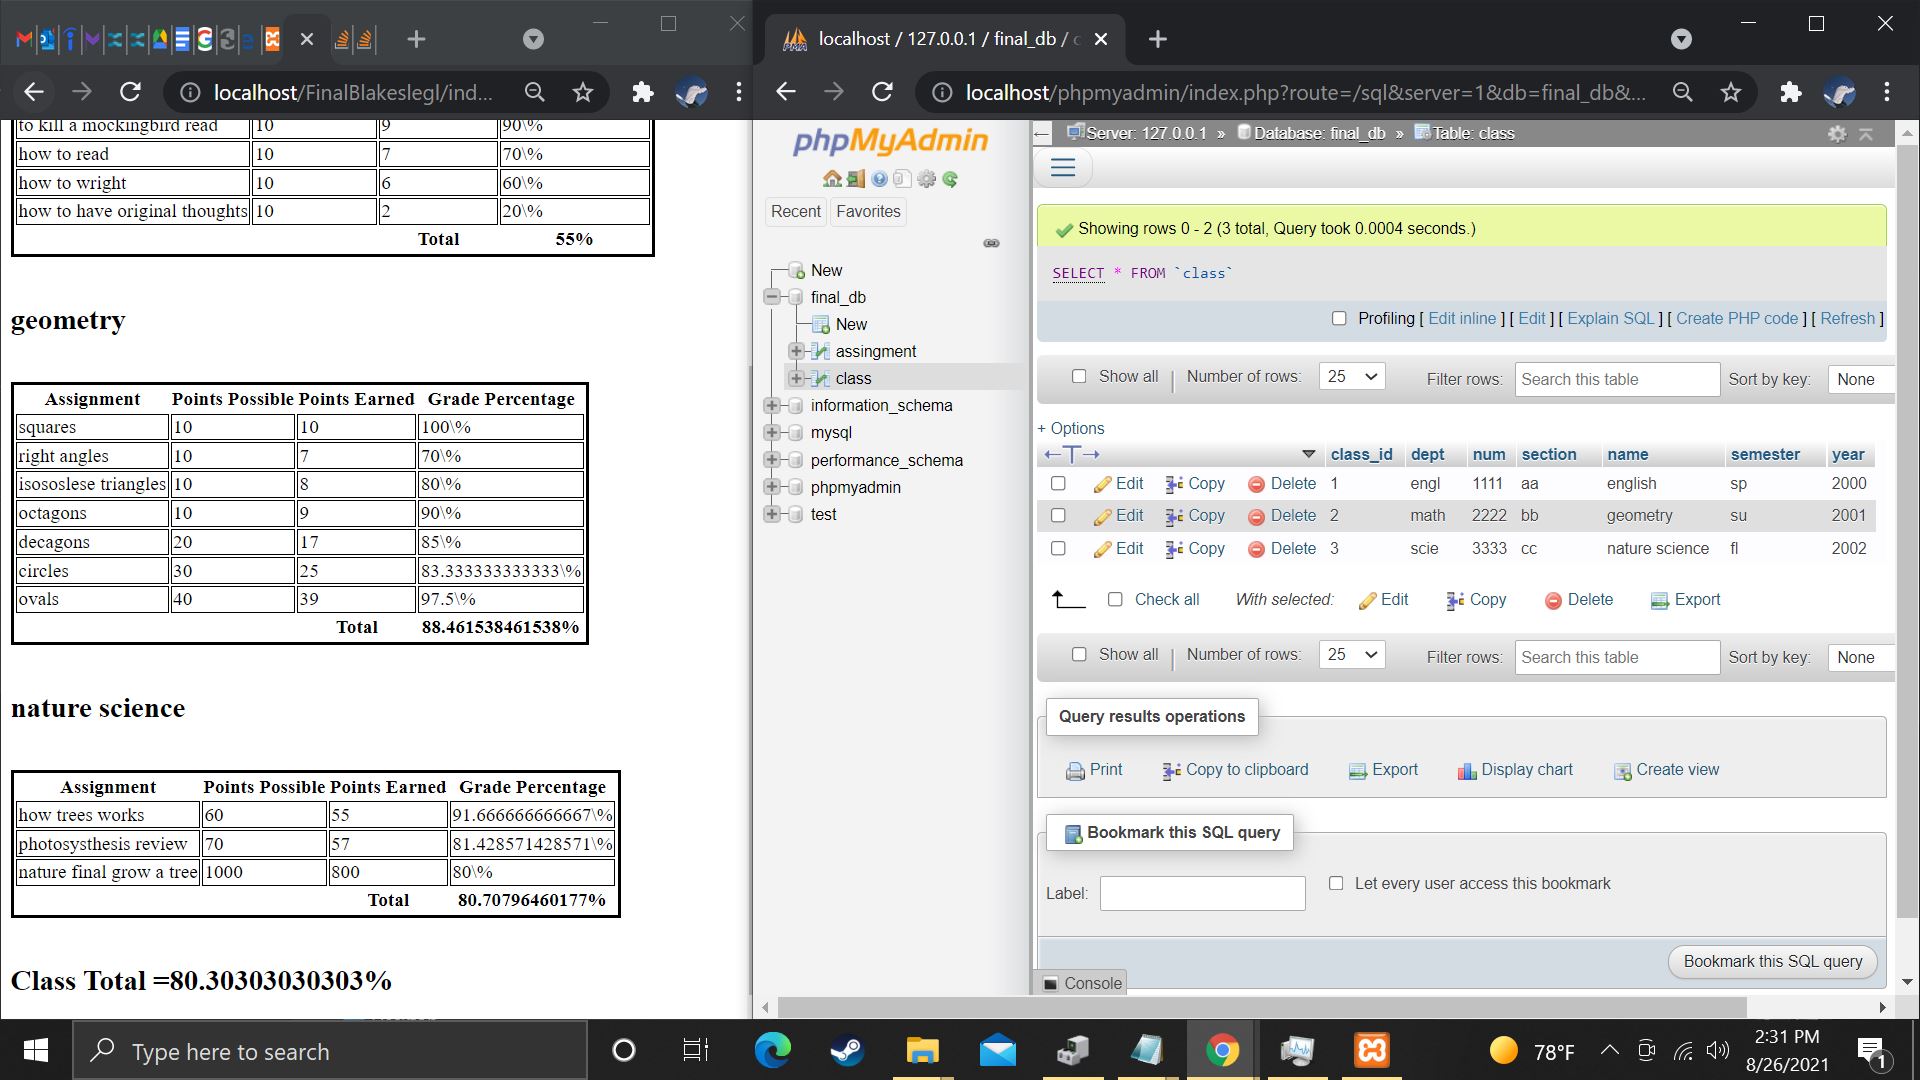 localhost/FinalBlakeslegl/ind...
to kill a mockingbird read 10 9 90\%
how to read 10 7 70\%
how to wright 10 6 60\%
how to have original thoughts 10 2 20\%
Total 55%
geometry
Assignment Points Possible Points Earned Grade Percentage
squares 10 10 100\%
right angles 10 7 70\%
isososlese triangles 10 8 80\%
octagons 10 9 90\%
decagons 20 17 85\%
circles 30 25 83.333333333333\%
ovals 40 39 97.5\%
Total 88.461538461538%
nature science
Assignment Points Possible Points Earned Grade Percentage
how trees works 60 55 91.666666666667\%
photosysthesis review 70 57 81.428571428571\%
nature final grow a tree 1000 800 80\%
Total 80.70796460177%
Class Total =80.30303030303%
localhost / 127.0.0.1 / final_db / c
localhost/phpmyadmin/index.php?route=/sql&server=1&db=final_db&...
phpMyAdmin
Recent Favorites
New
final_db
New
assingment
class
information_schema
mysql
performance_schema
phpmyadmin
test
Server: 127.0.0.1 » Database: final_db » Table: class
Showing rows 0 - 2 (3 total, Query took 0.0004 seconds.)
SELECT * FROM `class`
Profiling [ Edit inline ] [ Edit ] [ Explain SQL ] [ Create PHP code ] [ Refresh ]
Show all | Number of rows: 25 Filter rows: Search this table Sort by key: None
+ Options
←T→ class_id dept num section name semester year
Edit Copy Delete 1 engl 1111 aa english sp 2000
Edit Copy Delete 2 math 2222 bb geometry su 2001
Edit Copy Delete 3 scie 3333 cc nature science fl 2002
Check all With selected: Edit Copy Delete Export
Show all | Number of rows: 25 Filter rows: Search this table Sort by key: None
Query results operations
Print Copy to clipboard Export Display chart Create view
Bookmark this SQL query
Label: Let every user access this bookmark
Bookmark this SQL query
Console
Type here to search
78°F
2:31 PM
8/26/2021
1